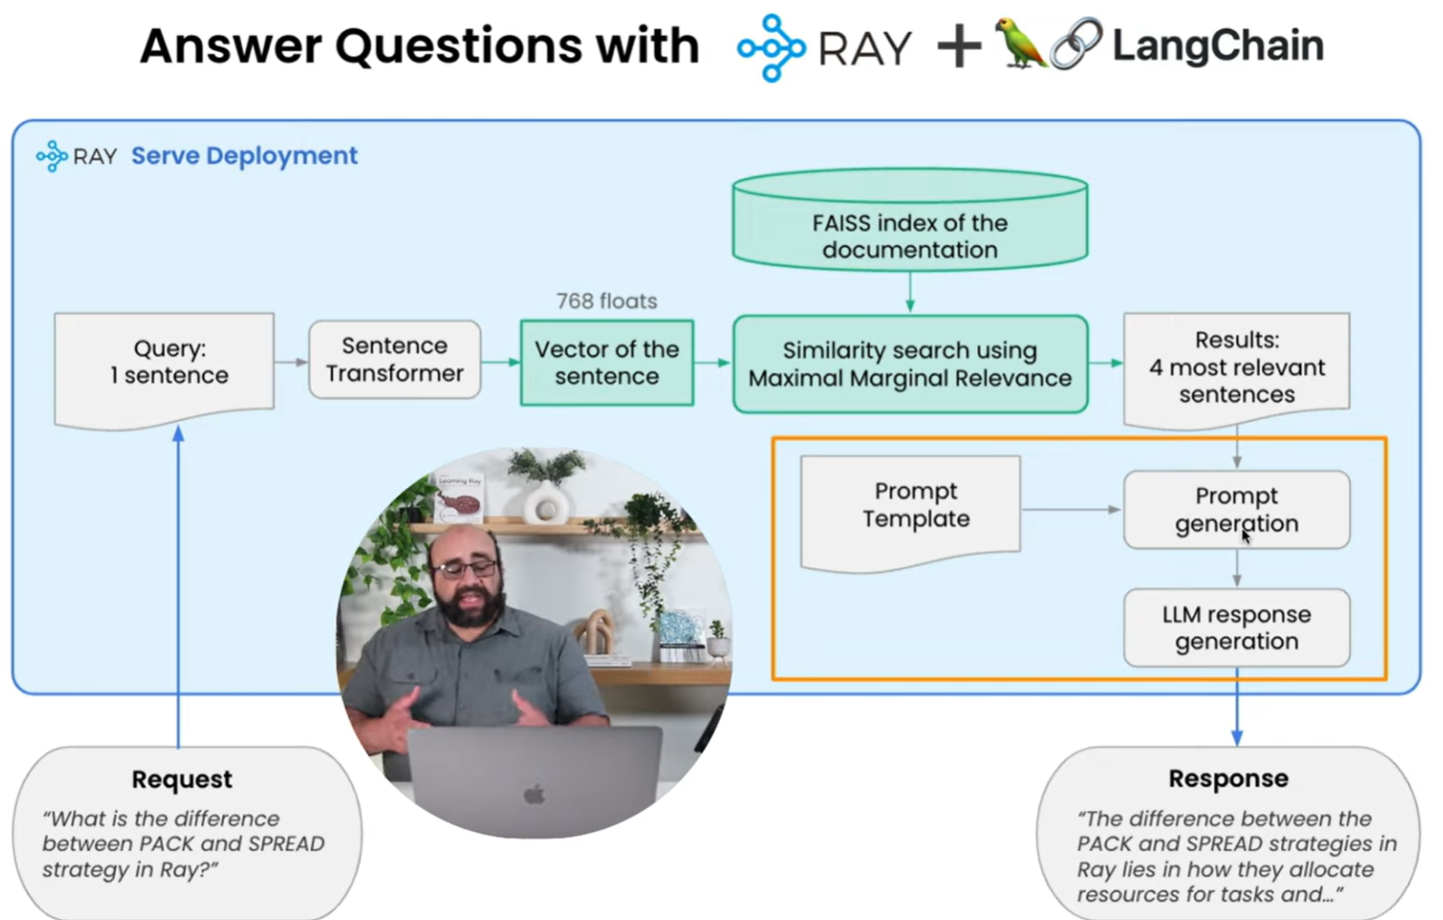 Answer Questions with RAY + LangChain
RAY Serve Deployment
FAISS index of the
documentation
768 floats
Query:
1 sentence
Sentence
Transformer
Vector of the
sentence
Similarity search using
Maximal Marginal Relevance
Results:
4 most relevant
sentences
Prompt
Template
Prompt
generation
LLM response
generation
Learning Ray
Request
“What is the difference
between PACK and SPREAD
strategy in Ray?”
Response
“The difference between the
PACK and SPREAD strategies in
Ray lies in how they allocate
resources for tasks and...”